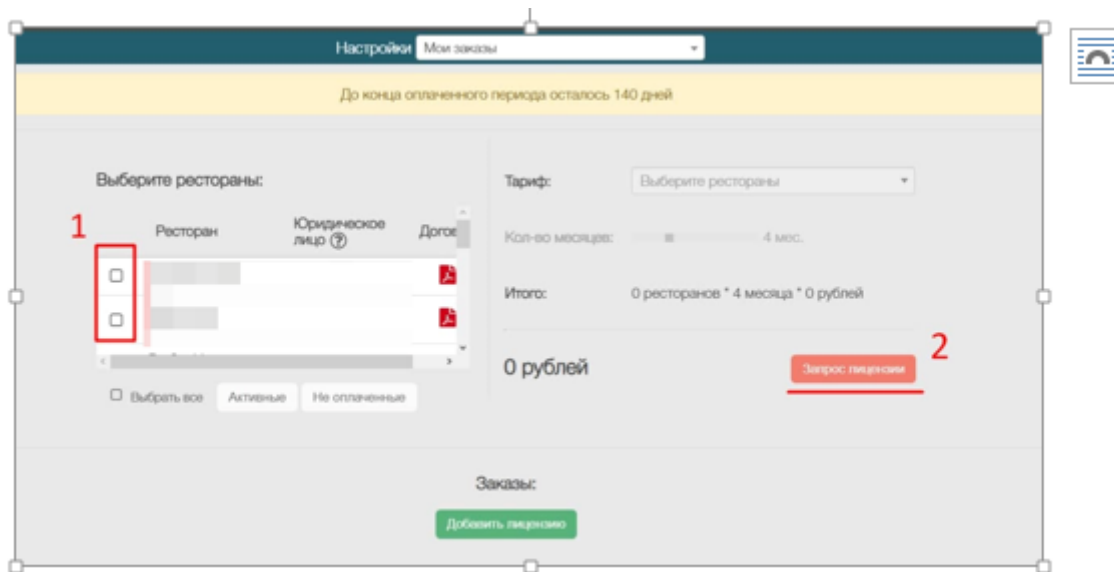 Настройки Мои заказы
До конца оплаченного периода осталось 140 дней
Выберите рестораны:
1
Ресторан Юридическое лицо (?) Догов
Выбрать все Активные Не оплаченные
Тариф: Выберите рестораны
Кол-во месяцев: 4 мес.
Итого: 0 ресторанов * 4 месяца * 0 рублей
0 рублей Запрос лицензии
2
Заказы:
Добавить лицензию